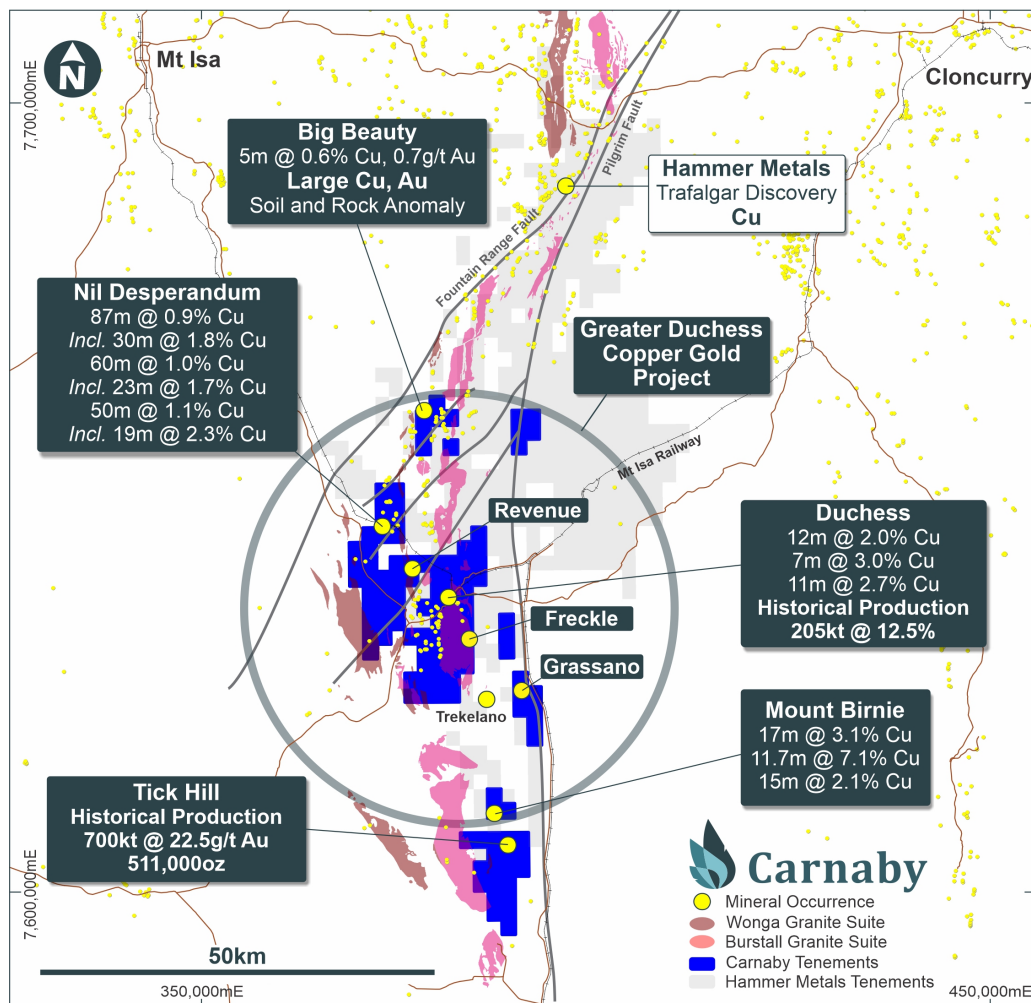 N
Mt Isa
Cloncurry
7,700,000mE
Big Beauty
5m @ 0.6% Cu, 0.7g/t Au
Large Cu, Au
Soil and Rock Anomaly
Pilgrim Fault
Hammer Metals
Trafalgar Discovery
Cu
Fountain Range Fault
Nil Desperandum
87m @ 0.9% Cu
Incl. 30m @ 1.8% Cu
60m @ 1.0% Cu
Incl. 23m @ 1.7% Cu
50m @ 1.1% Cu
Incl. 19m @ 2.3% Cu
Greater Duchess
Copper Gold
Project
Mt Isa Railway
Revenue
Duchess
12m @ 2.0% Cu
7m @ 3.0% Cu
11m @ 2.7% Cu
Historical Production
205kt @ 12.5%
Freckle
Grassano
Trekelano
Mount Birnie
17m @ 3.1% Cu
11.7m @ 7.1% Cu
15m @ 2.1% Cu
Tick Hill
Historical Production
700kt @ 22.5g/t Au
511,000oz
7,600,000mE
Carnaby
Mineral Occurrence
Wonga Granite Suite
Burstall Granite Suite
Carnaby Tenements
Hammer Metals Tenements
50km
350,000mE
450,000mE